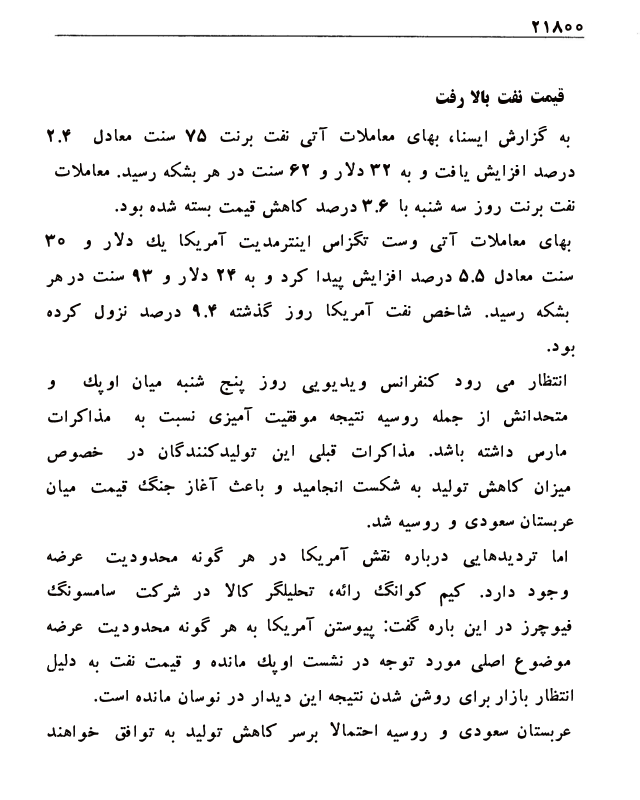 ۲۱۸۰۰
قیمت نفت بالا رفت
به گزارش ایسنا، بهای معاملات آتی نفت برنت ۷۵ سنت معادل ۲.۴
درصد افزایش یافت و به ۳۲ دلار و ۶۲ سنت در هر بشکه رسید. معاملات
نفت برنت روز سه شنبه با ۳.۶ درصد کاهش قیمت بسته شده بود.
بهای معاملات آتی وست تگزاس اینترمدیت آمریکا یك دلار و ۳۰
سنت معادل ۵.۵ درصد افزایش پیدا کرد و به ۲۴ دلار و ۹۳ سنت در هر
بشکه رسید. شاخص نفت آمریکا روز گذشته ۹.۴ درصد نزول کرده
بود.
انتظار می رود کنفرانس ویدیویی روز پنج شنبه میان اوپك و
متحدانش از جمله روسیه نتیجه موفقیت آمیزی نسبت به مذاکرات
مارس داشته باشد. مذاکرات قبلی این تولیدکنندگان در خصوص
میزان کاهش تولید به شکست انجامید و باعث آغاز جنگ قیمت میان
عربستان سعودی و روسیه شد.
اما تردیدهایی درباره نقش آمریکا در هر گونه محدودیت عرضه
وجود دارد. کیم کوانگ رائه، تحلیلگر کالا در شرکت سامسونگ
فیوچرز در این باره گفت: پیوستن آمریکا به هر گونه محدودیت عرضه
موضوع اصلی مورد توجه در نشست اوپك مانده و قیمت نفت به دلیل
انتظار بازار برای روشن شدن نتیجه این دیدار در نوسان مانده است.
عربستان سعودی و روسیه احتمالا برسر کاهش تولید به توافق خواهند